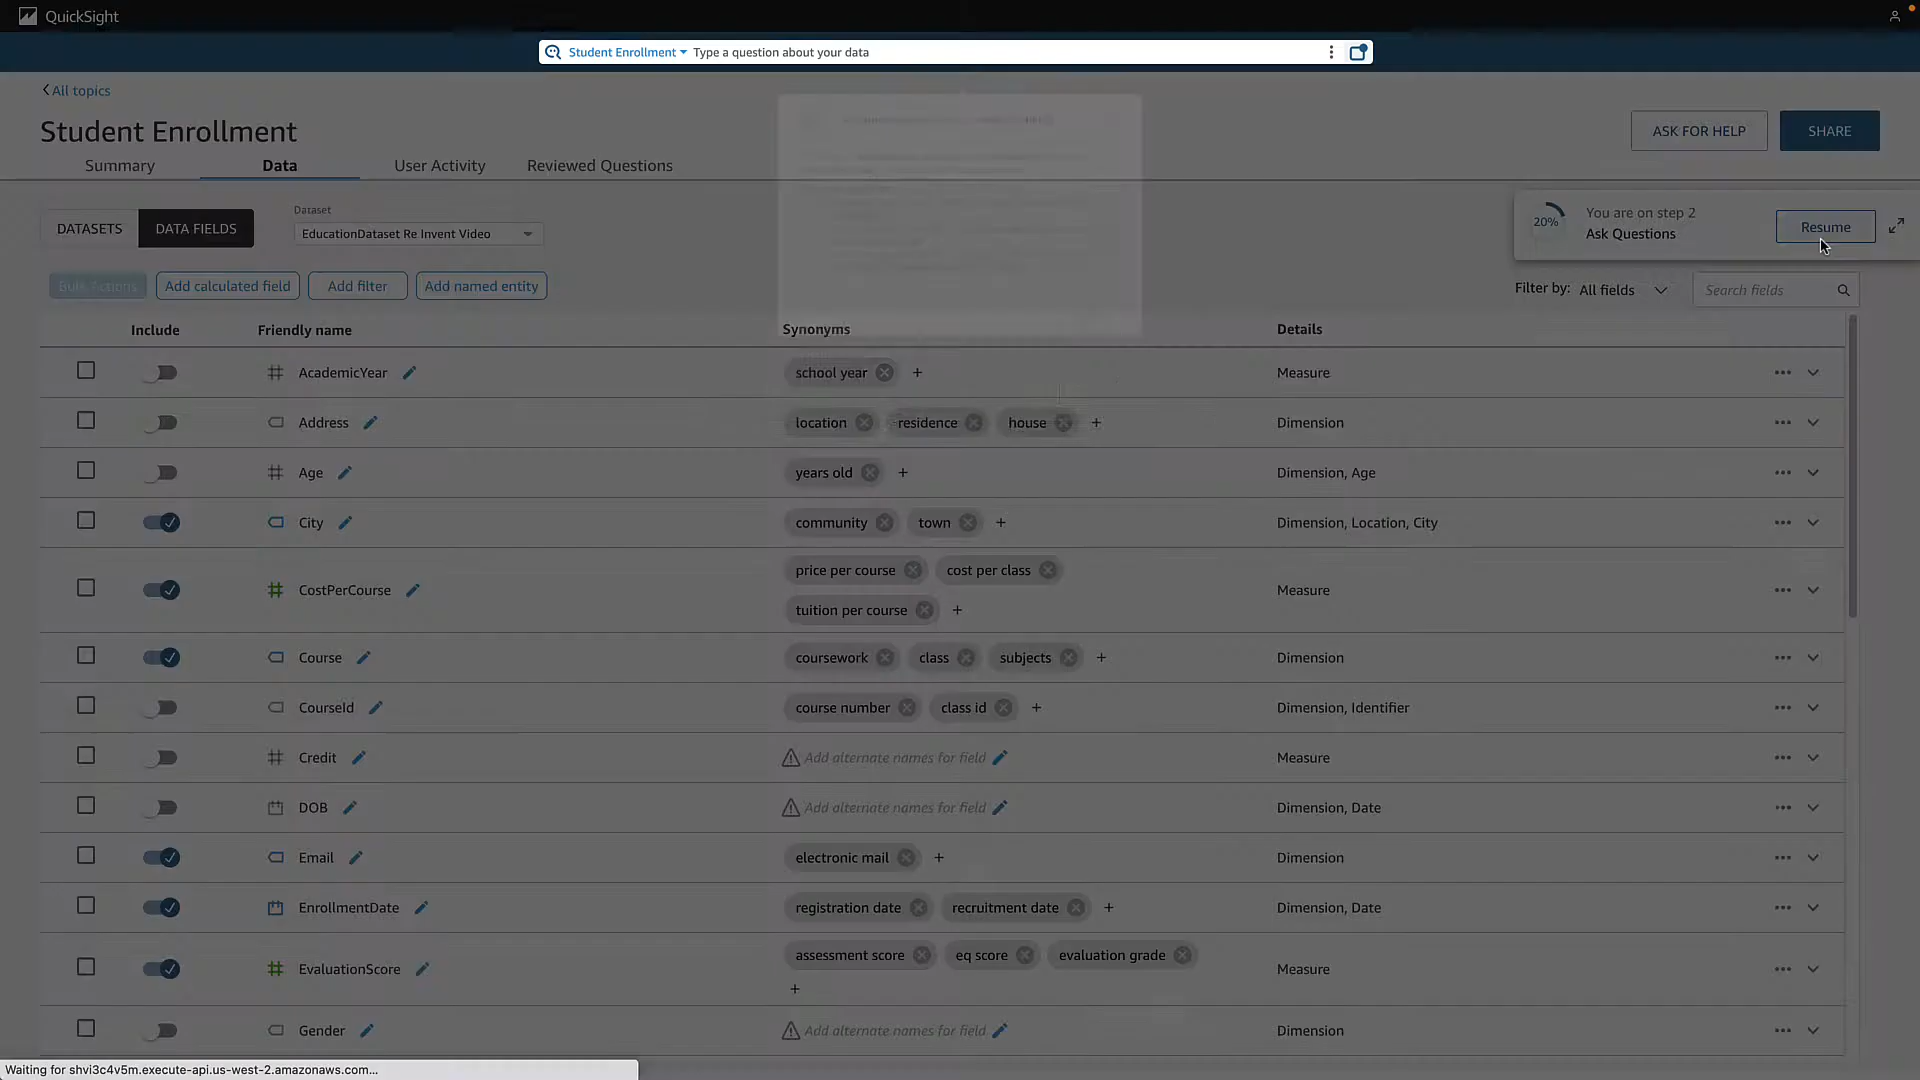 QuickSight
Student Enrollment Type a question about your data
All topics
Student Enrollment
ASK FOR HELP SHARE
Summary Data User Activity Reviewed Questions
20% You are on step 2
Ask Questions
Resume
DATASETS DATA FIELDS
Dataset
EducationDataset Re Invent Video
Bulk Actions Add calculated field Add filter Add named entity
Filter by: All fields Search fields
Include Friendly name Synonyms Details
AcademicYear school year + Measure
Address location residence house + Dimension
Age years old + Dimension, Age
City community town + Dimension, Location, City
CostPerCourse price per course cost per class Measure
tuition per course +
Course coursework class subjects + Dimension
CourseId course number class id + Dimension, Identifier
Credit Add alternate names for field Measure
DOB Add alternate names for field Dimension, Date
Email electronic mail + Dimension
EnrollmentDate registration date recruitment date + Dimension, Date
EvaluationScore assessment score eq score evaluation grade Measure
+
Gender Add alternate names for field Dimension
Waiting for shvi3c4v5m.execute-api.us-west-2.amazonaws.com...